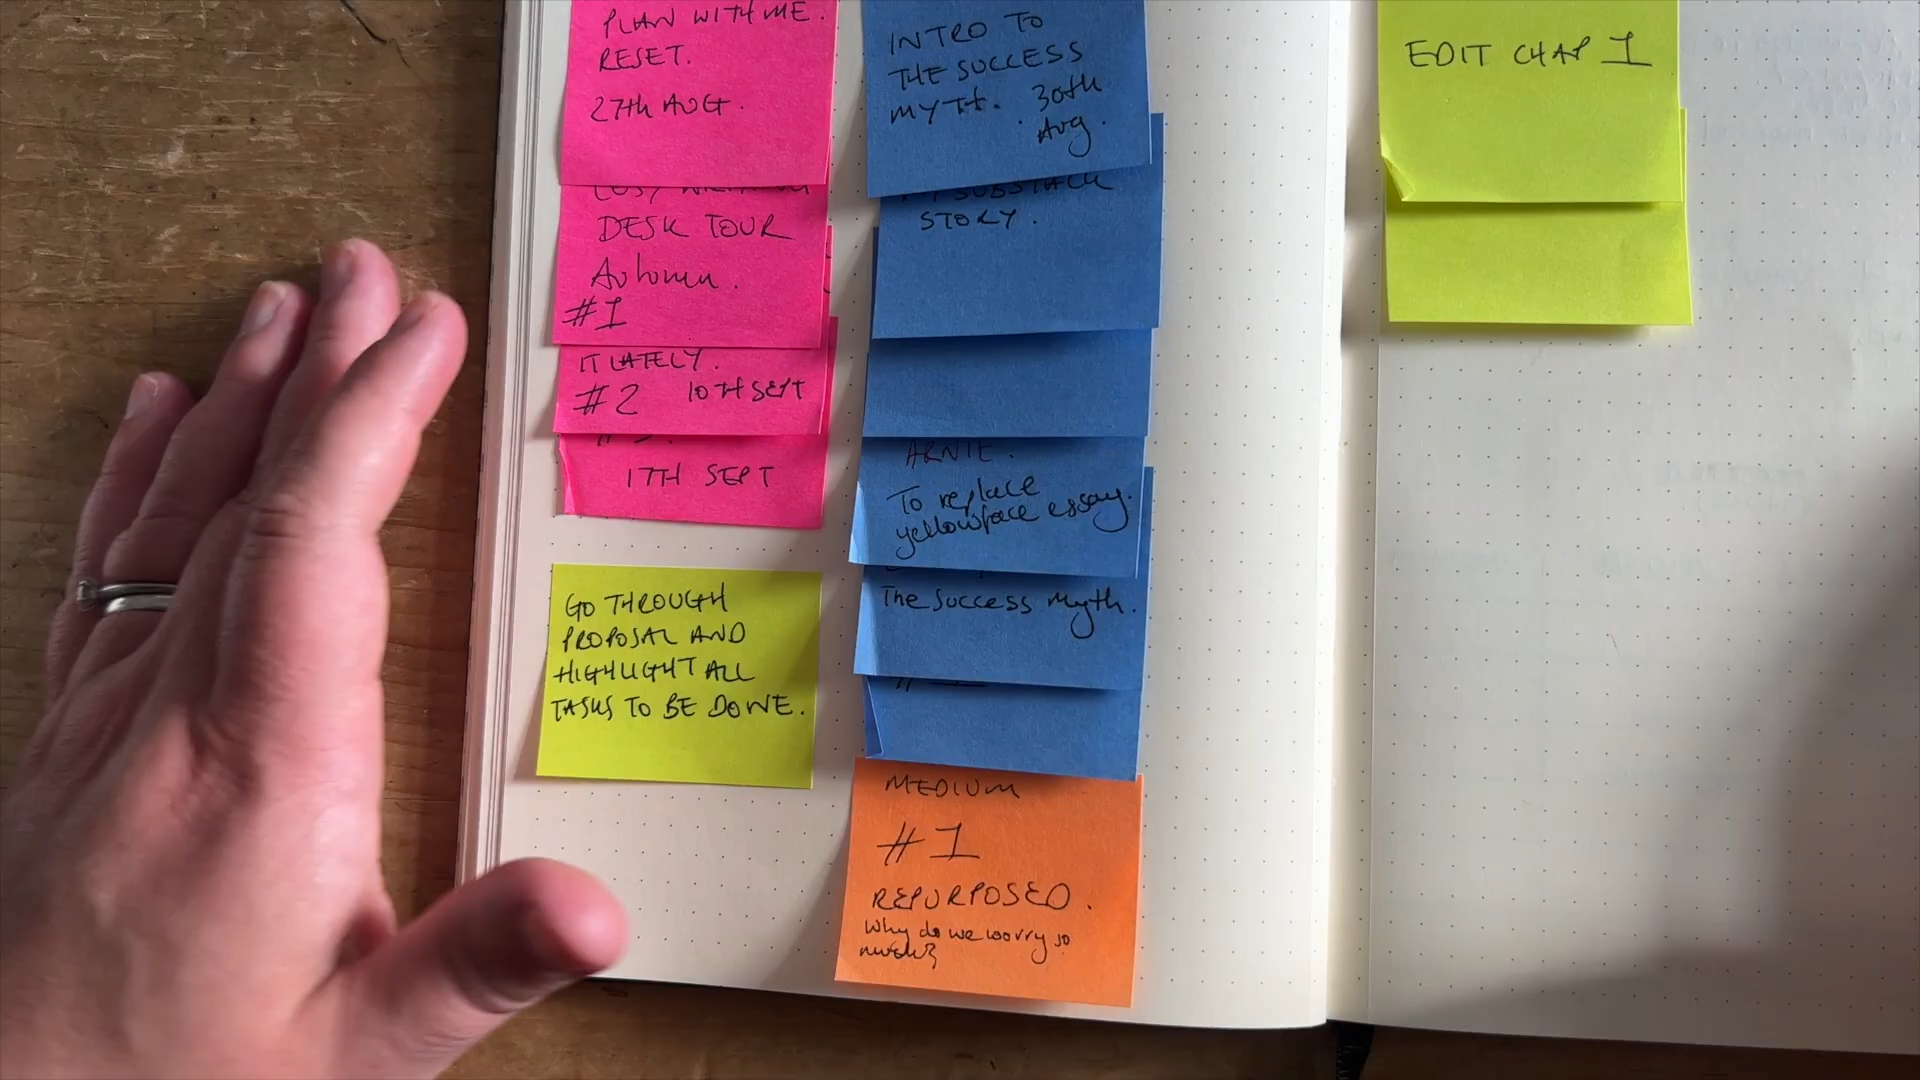 PLAN WITH ME.
RESET.
27th AUG.
DESK TOUR
Autumn.
#1
IT LATELY.
#2 10TH SEPT
17TH SEPT
GO THROUGH
PROPOSAL AND
HIGHLIGHT ALL
TASKS TO BE DONE.
INTRO TO
THE SUCCESS
MYTH. 30th
Aug.
SUBSTACK
STORY.
ARNIE.
To replace
yellowface essay.
The Success Myth.
MEDIUM
#1
REPURPOSED.
Why do we worry so
much?
EDIT CHAP 1